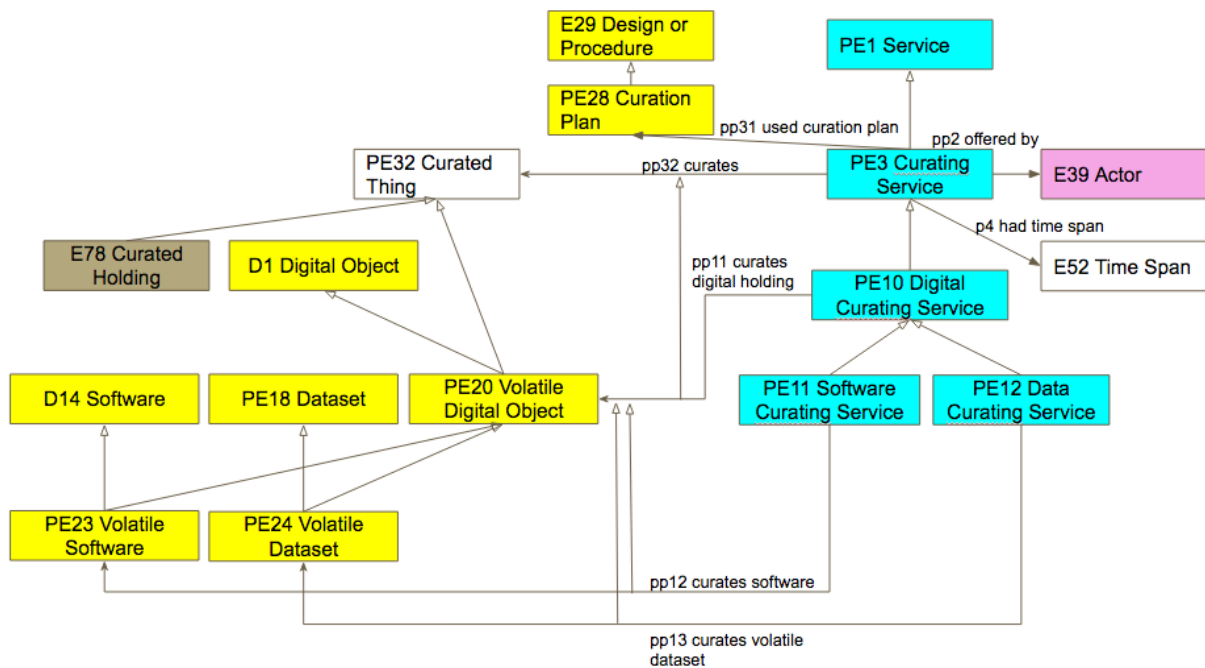 E29 Design or
Procedure
PE1 Service
PE28 Curation
Plan
pp31 used curation plan
pp2 offered by
PE32 Curated
Thing
pp32 curates
PE3 Curating
Service
E39 Actor
p4 had time span
E78 Curated
Holding
D1 Digital Object
pp11 curates
digital holding
PE10 Digital
Curating Service
E52 Time Span
D14 Software
PE18 Dataset
PE20 Volatile
Digital Object
PE11 Software
Curating Service
PE12 Data
Curating Service
PE23 Volatile
Software
PE24 Volatile
Dataset
pp12 curates software
pp13 curates volatile
dataset